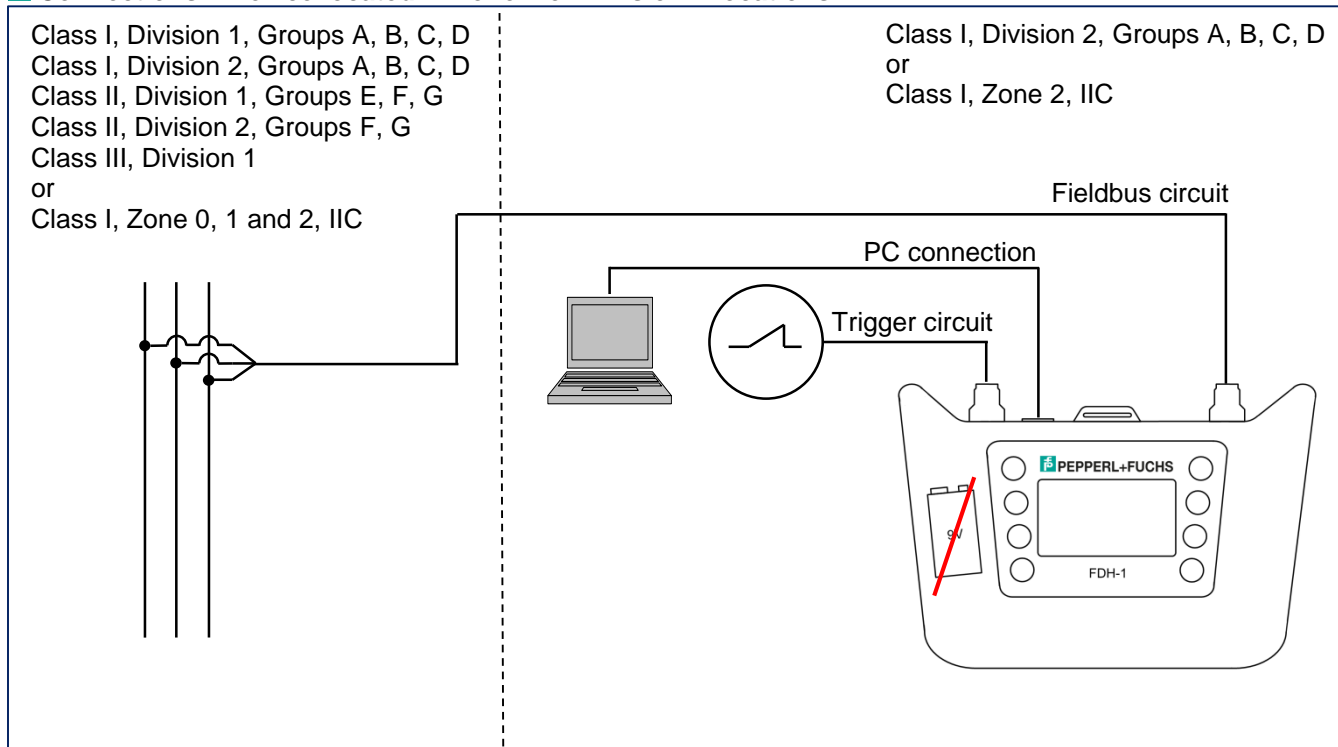 Class I, Division 1, Groups A, B, C, D
Class I, Division 2, Groups A, B, C, D
Class II, Division 1, Groups E, F, G
Class II, Division 2, Groups F, G
Class III, Division 1
or
Class I, Zone 0, 1 and 2, IIC
Class I, Division 2, Groups A, B, C, D
or
Class I, Zone 2, IIC
Fieldbus circuit
PC connection
Trigger circuit
PEPPERL+FUCHS
9V
FDH-1